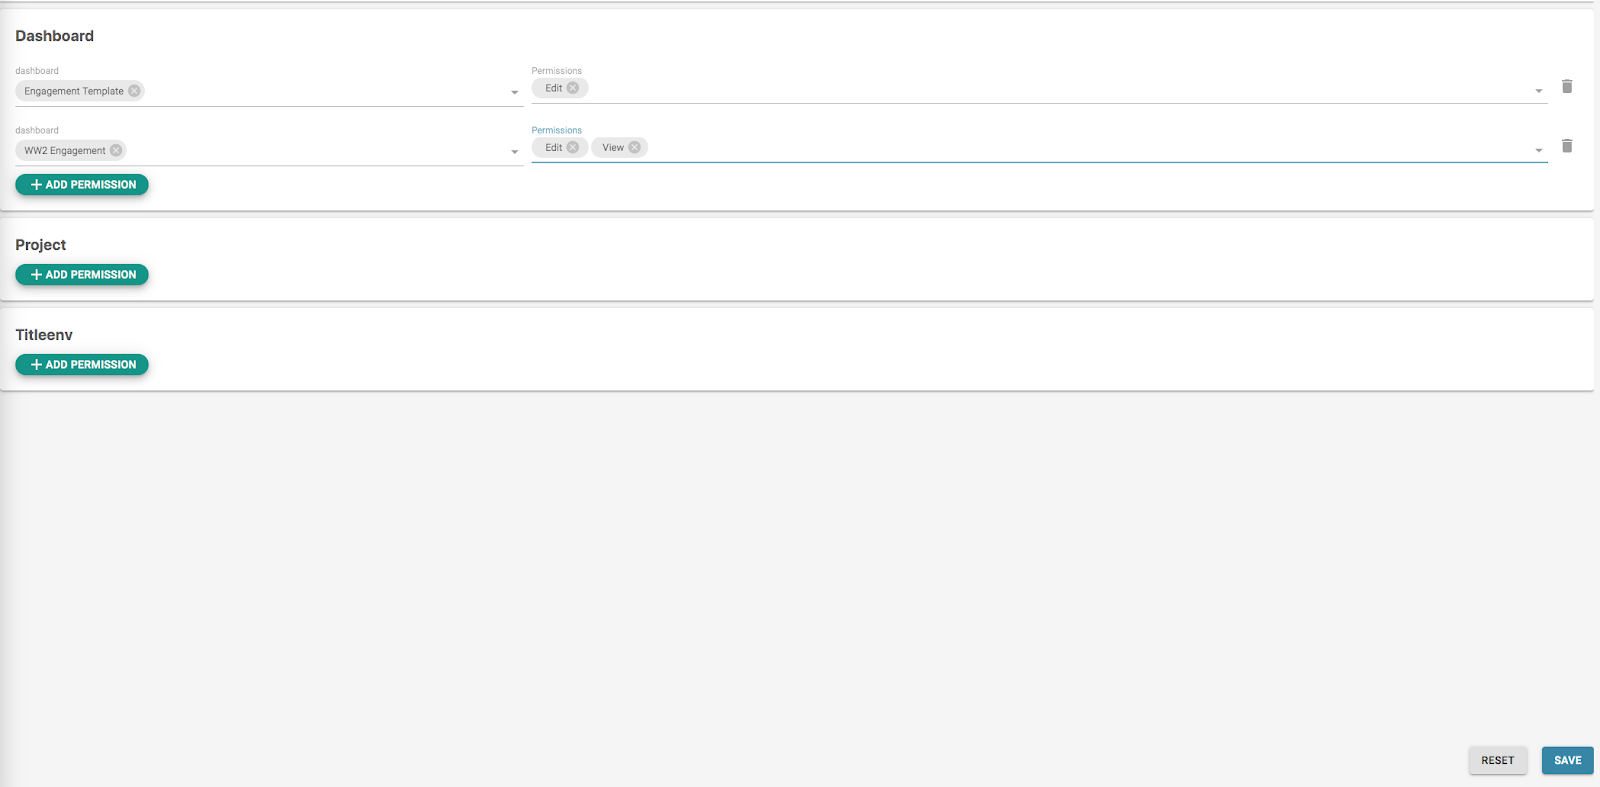 Dashboard
dashboard Permissions
Engagement Template Edit
dashboard Permissions
WW2 Engagement Edit View
ADD PERMISSION
Project
ADD PERMISSION
Titleenv
ADD PERMISSION
RESET SAVE